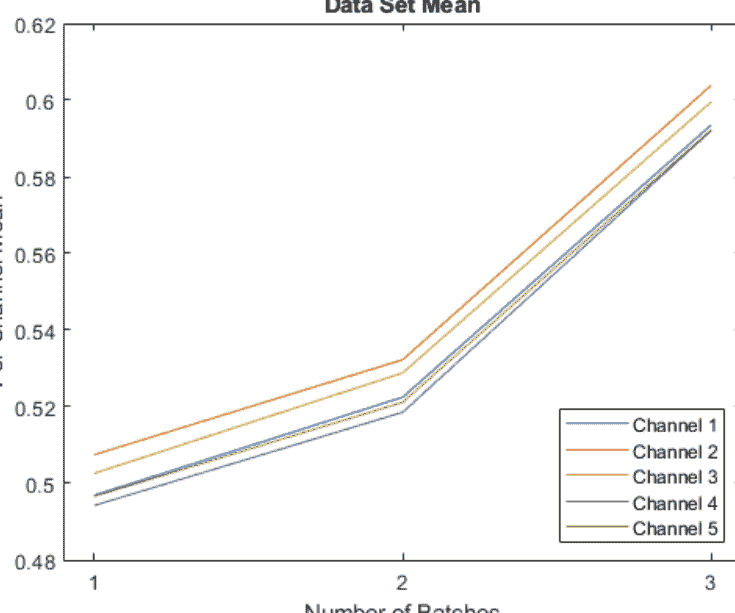 Data Set Mean
0.62
0.6
0.58
0.56
0.54
0.52
0.5
0.48
Channel 1
Channel 2
Channel 3
Channel 4
Channel 5
1 2 3
Number of Batches